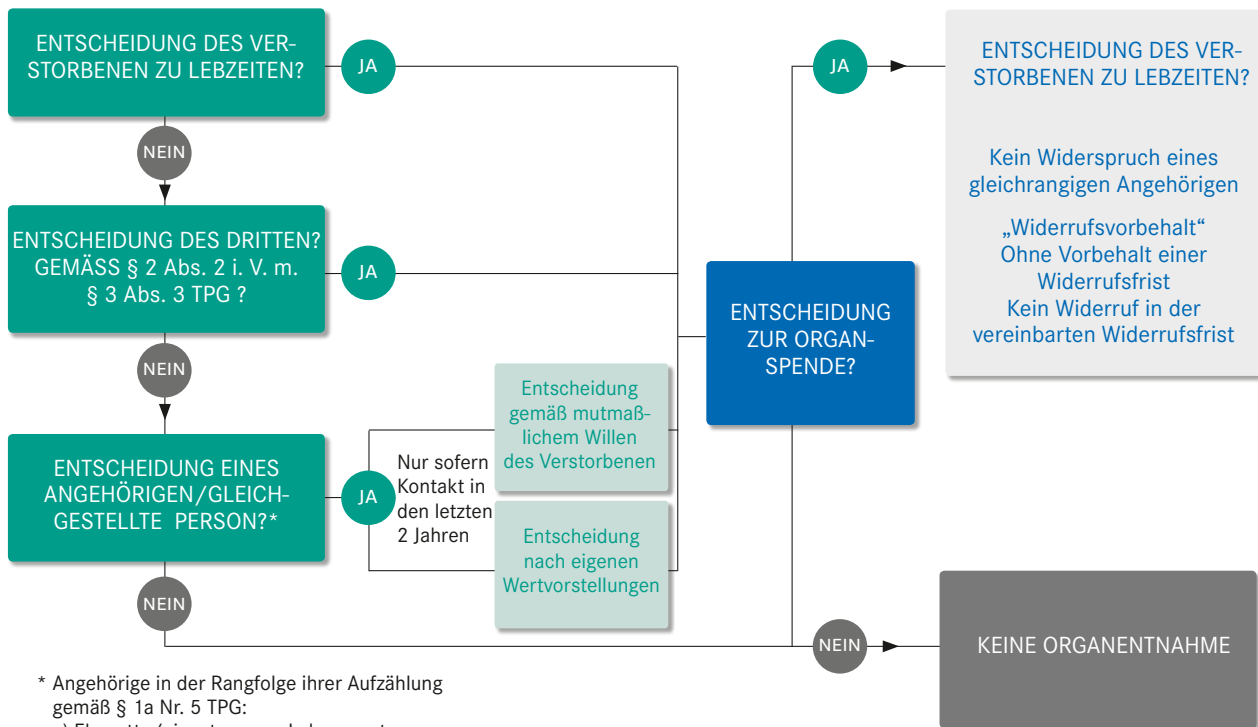 ENTSCHEIDUNG DES VER-
STORBENEN ZU LEBZEITEN?
JA
NEIN
ENTSCHEIDUNG DES DRITTEN?
GEMÄSS § 2 Abs. 2 i. V. m.
§ 3 Abs. 3 TPG ?
JA
NEIN
ENTSCHEIDUNG EINES
ANGEHÖRIGEN/GLEICH-
GESTELLTE PERSON?*
JA
Nur sofern
Kontakt in
den letzten
2 Jahren
Entscheidung
gemäß mutmaß-
lichem Willen
des Verstorbenen
Entscheidung
nach eigenen
Wertvorstellungen
NEIN
ENTSCHEIDUNG
ZUR ORGAN-
SPENDE?
JA
ENTSCHEIDUNG DES VER-
STORBENEN ZU LEBZEITEN?
Kein Widerspruch eines
gleichrangigen Angehörigen
„Widerrufsvorbehalt“
Ohne Vorbehalt einer
Widerrufsfrist
Kein Widerruf in der
vereinbarten Widerrufsfrist
NEIN
KEINE ORGANENTNAHME
* Angehörige in der Rangfolge ihrer Aufzählung
gemäß § 1a Nr. 5 TPG: